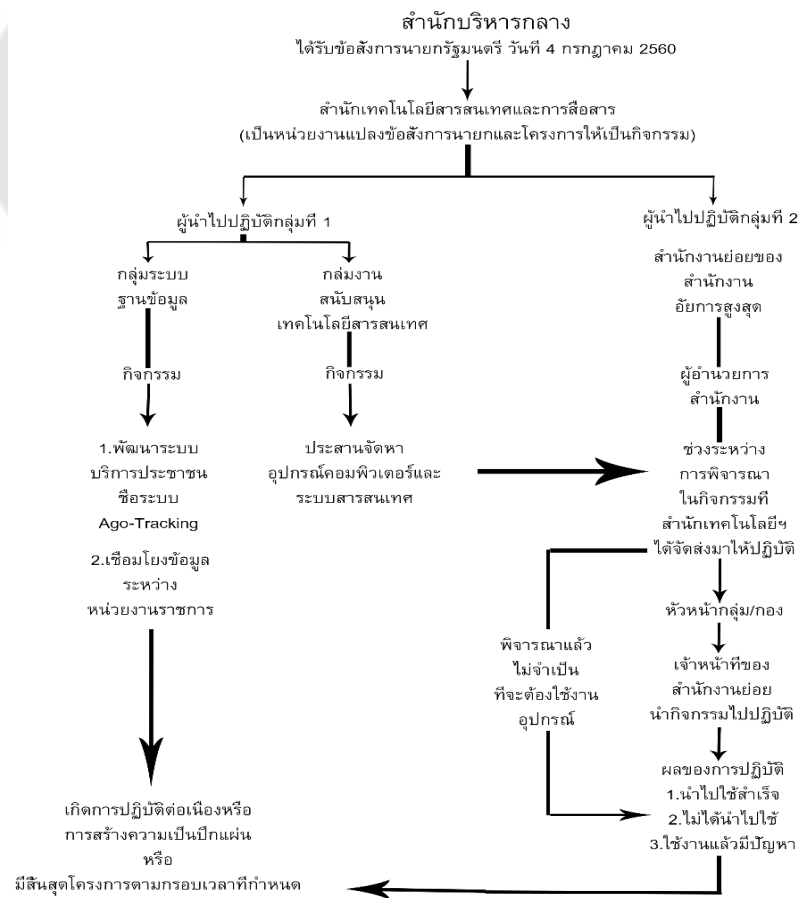 สำนักบริหารกลาง
ได้รับข้อสั่งการนายกรัฐมนตรี วันที่ 4 กรกฎาคม 2560
สำนักเทคโนโลยีสารสนเทศและการสื่อสาร
(เป็นหน่วยงานแปลงข้อสั่งการนายกและโครงการให้เป็นกิจกรรม)
ผู้นำไปปฏิบัติกลุ่มที่ 1
กลุ่มระบบ
ฐานข้อมูล
กิจกรรม
1.พัฒนาระบบ
บริการประชาชน
ชื่อระบบ
Ago-Tracking
2.เชื่อมโยงข้อมูล
ระหว่าง
หน่วยงานราชการ
กลุ่มงาน
สนับสนุน
เทคโนโลยีสารสนเทศ
กิจกรรม
ประสานจัดหา
อุปกรณ์คอมพิวเตอร์และ
ระบบสารสนเทศ
ผู้นำไปปฏิบัติกลุ่มที่ 2
สำนักงานย่อยของ
สำนักงาน
อัยการสูงสุด
ผู้อำนวยการ
สำนักงาน
ช่วงระหว่าง
การพิจารณา
ในกิจกรรมที่
สำนักเทคโนโลยีฯ
ได้จัดส่งมาให้ปฏิบัติ
หัวหน้ากลุ่ม/กอง
เจ้าหน้าที่ของ
สำนักงานย่อย
นำกิจกรรมไปปฏิบัติ
พิจารณาแล้ว
ไม่จำเป็น
ที่จะต้องใช้งาน
อุปกรณ์
ผลของการปฏิบัติ
1.นำไปใช้สำเร็จ
2.ไม่ได้นำไปใช้
3.ใช้งานแล้วมีปัญหา
เกิดการปฏิบัติต่อเนื่องหรือ
การสร้างความเป็นปึกแผ่น
หรือ
มีสิ้นสุดโครงการตามกรอบเวลาที่กำหนด